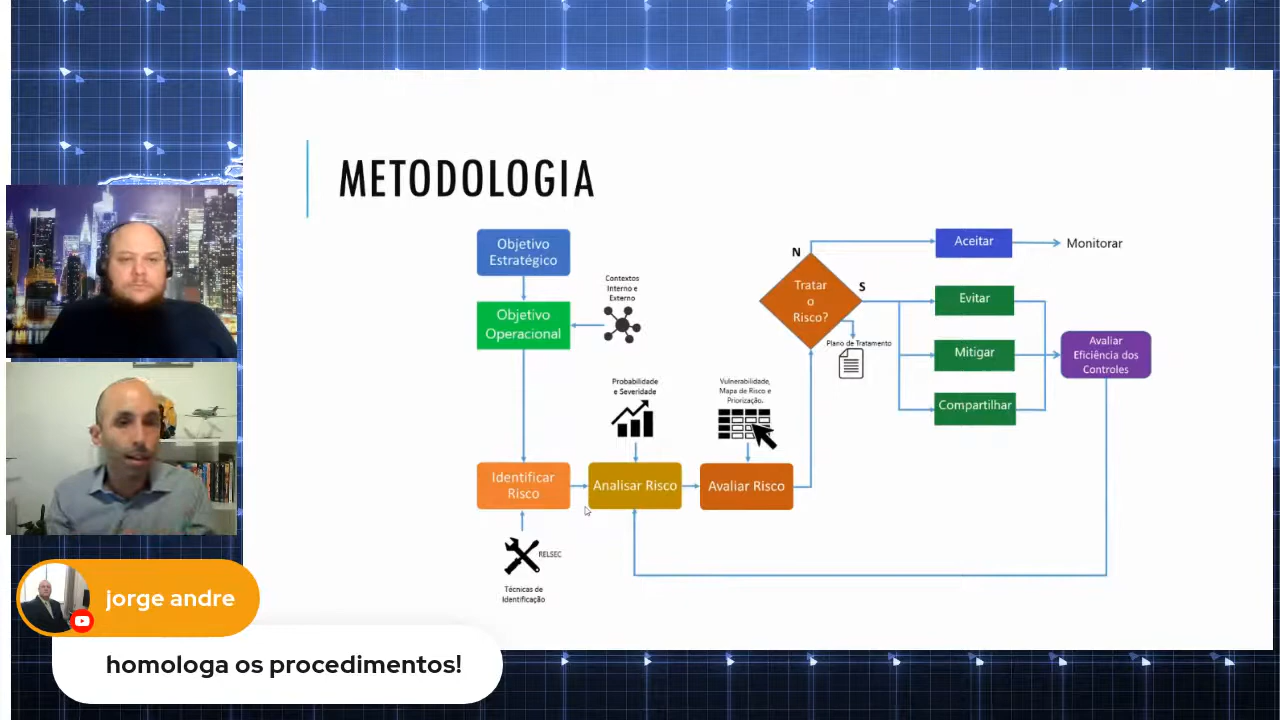 METODOLOGIA
Objetivo
Estratégico
Objetivo
Operacional
Contextos
Interno e
Externo
Identificar
Risco
RELSEC
Técnicas de
Identificação
Probabilidade
e Severidade
Analisar Risco
Vulnerabilidade,
Mapa de Risco e
Priorização.
Avaliar Risco
Tratar
o
Risco?
N
S
Plano de Tratamento
Aceitar
Monitorar
Evitar
Mitigar
Compartilhar
Avaliar
Eficiência dos
Controles
jorge andre
homologa os procedimentos!